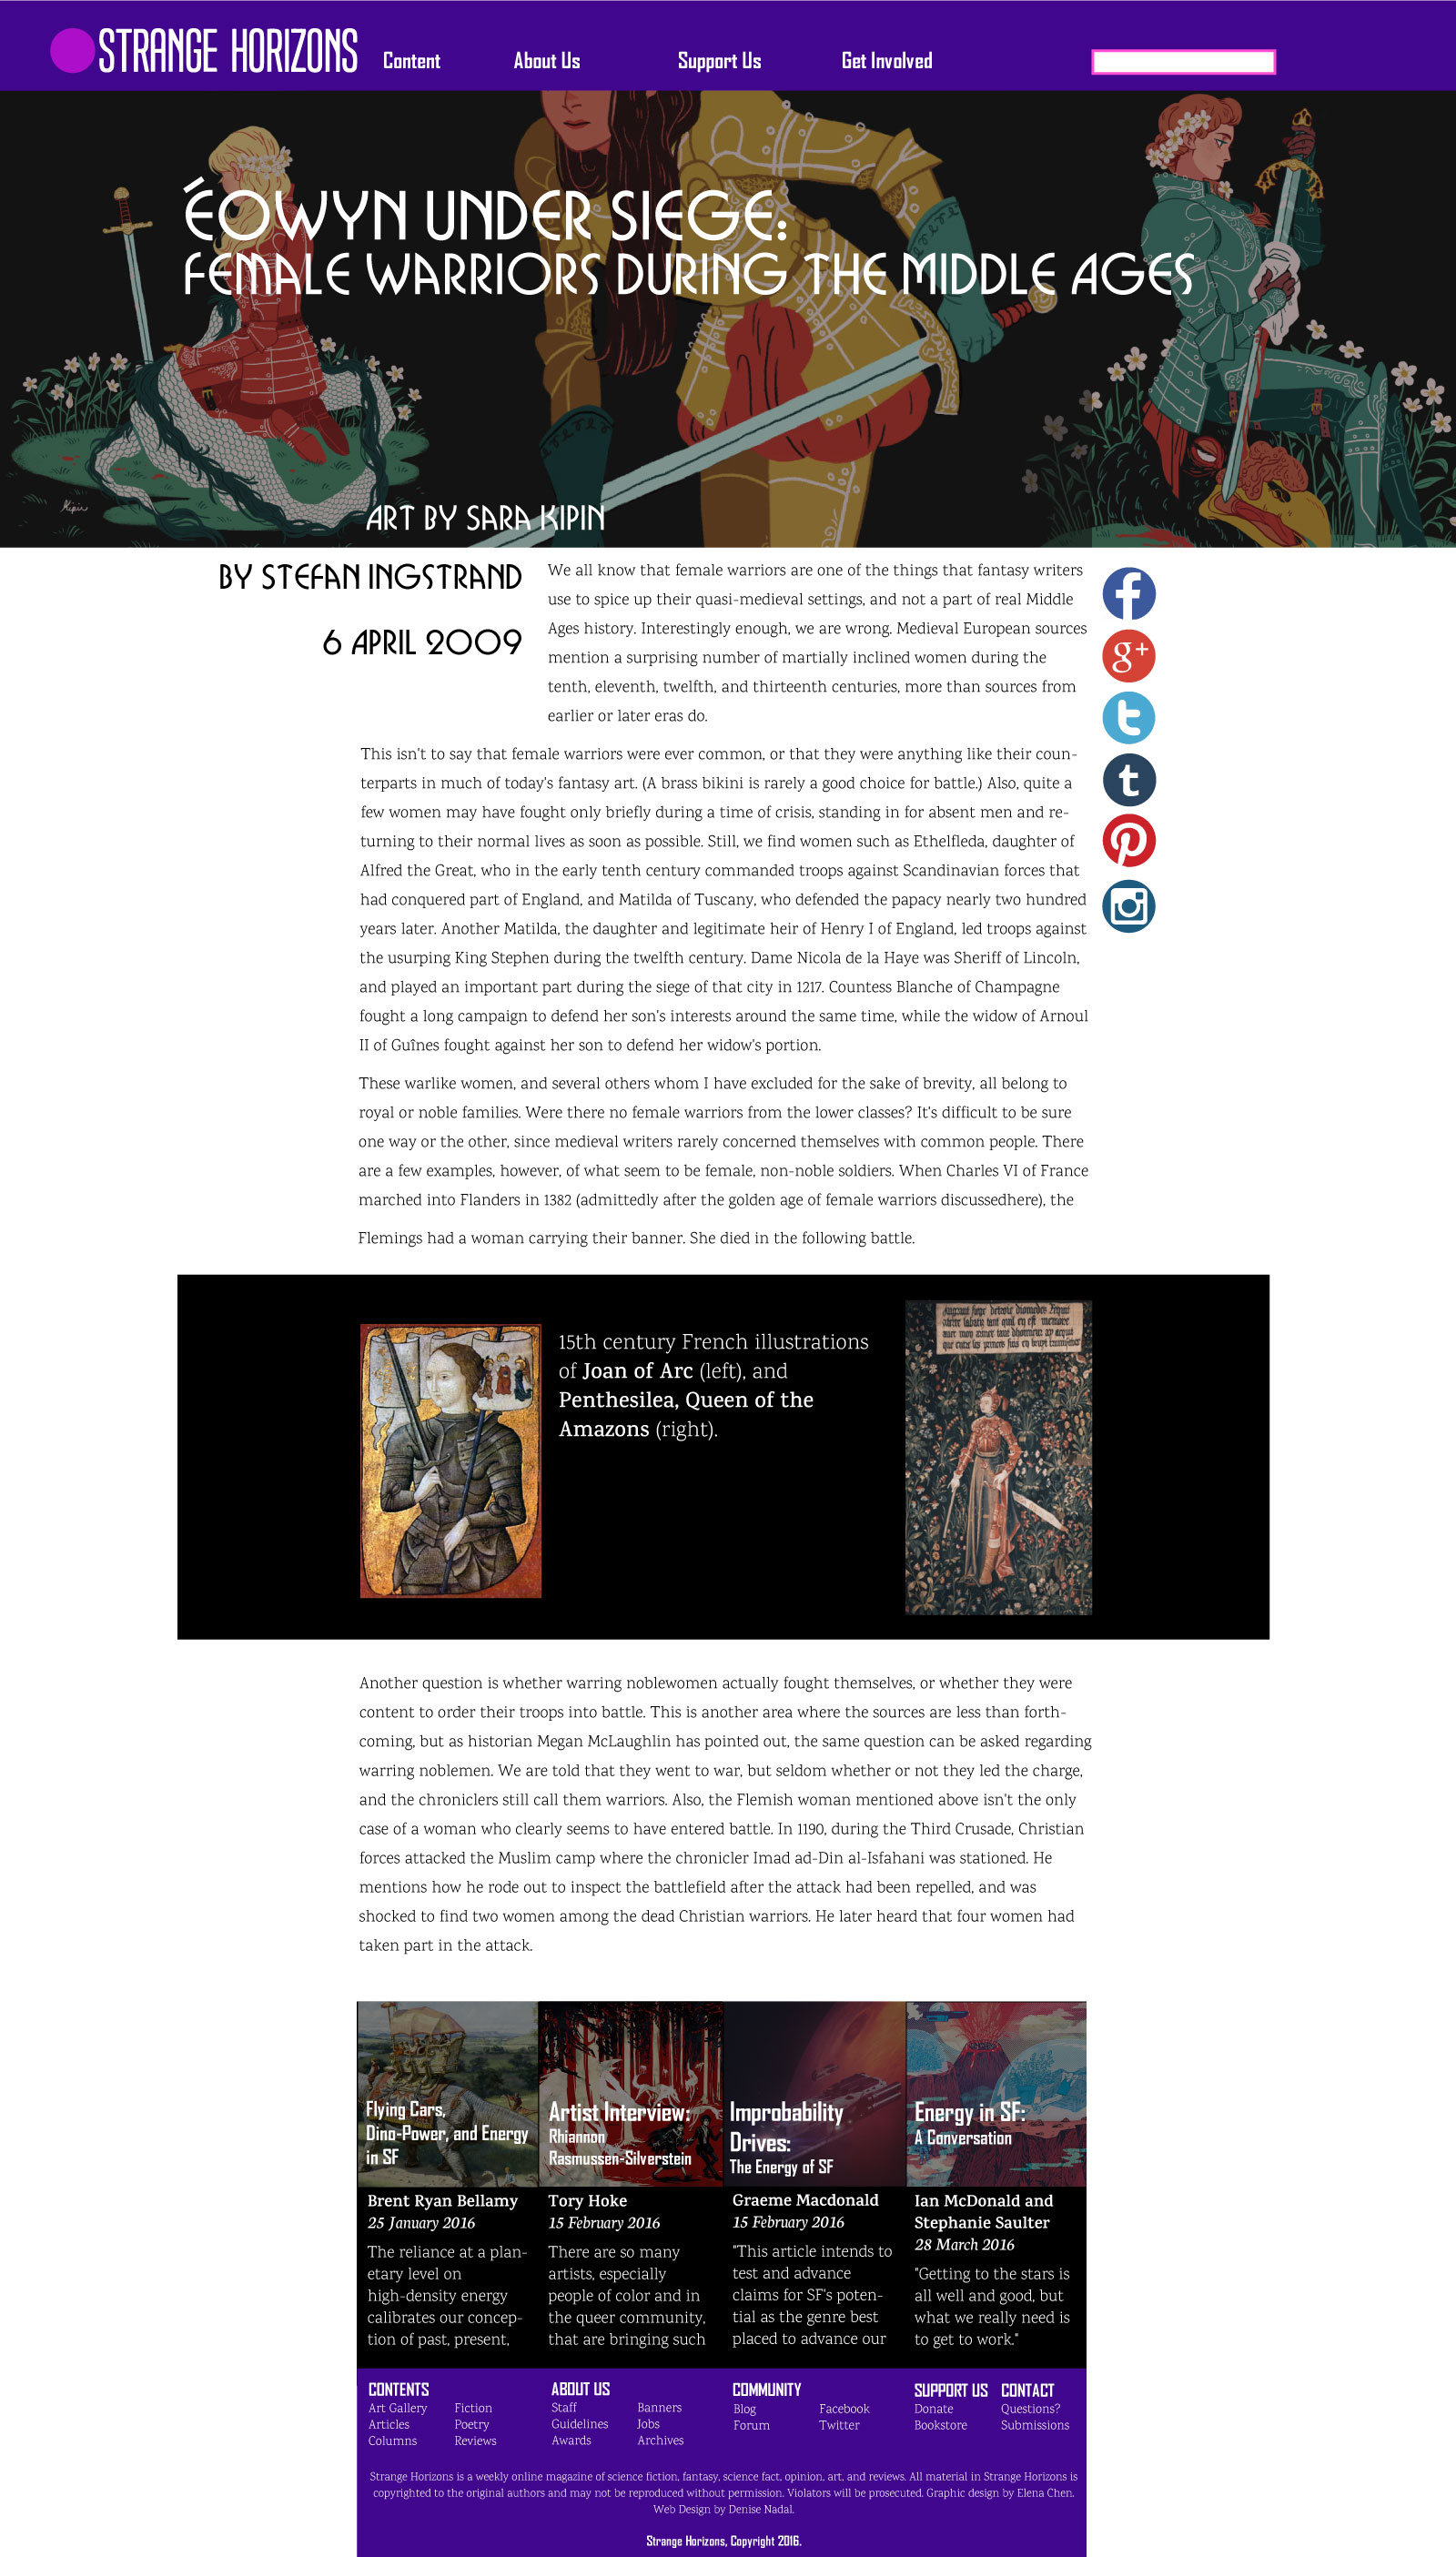 STRANGE HORIZONS
Content
About Us
Support Us
Get Involved
ÉOWYN UNDER SIEGE:
FEMALE WARRIORS DURING THE MIDDLE AGES
Kipin
ART BY SARA KIPIN
BY STEFAN INGSTRAND
6 APRIL 2009
We all know that female warriors are one of the things that fantasy writers
use to spice up their quasi-medieval settings, and not a part of real Middle
Ages history. Interestingly enough, we are wrong. Medieval European sources
mention a surprising number of martially inclined women during the
tenth, eleventh, twelfth, and thirteenth centuries, more than sources from
earlier or later eras do.
This isn't to say that female warriors were ever common, or that they were anything like their coun-
terparts in much of today's fantasy art. (A brass bikini is rarely a good choice for battle.) Also, quite a
few women may have fought only briefly during a time of crisis, standing in for absent men and re-
turning to their normal lives as soon as possible. Still, we find women such as Ethelfleda, daughter of
Alfred the Great, who in the early tenth century commanded troops against Scandinavian forces that
had conquered part of England, and Matilda of Tuscany, who defended the papacy nearly two hundred
years later. Another Matilda, the daughter and legitimate heir of Henry I of England, led troops against
the usurping King Stephen during the twelfth century. Dame Nicola de la Haye was Sheriff of Lincoln,
and played an important part during the siege of that city in 1217. Countess Blanche of Champagne
fought a long campaign to defend her son's interests around the same time, while the widow of Arnoul
II of Guînes fought against her son to defend her widow's portion.
These warlike women, and several others whom I have excluded for the sake of brevity, all belong to
royal or noble families. Were there no female warriors from the lower classes? It's difficult to be sure
one way or the other, since medieval writers rarely concerned themselves with common people. There
are a few examples, however, of what seem to be female, non-noble soldiers. When Charles VI of France
marched into Flanders in 1382 (admittedly after the golden age of female warriors discussedhere), the
Flemings had a woman carrying their banner. She died in the following battle.
15th century French illustrations
of Joan of Arc (left), and
Penthesilea, Queen of the
Amazons (right).
Another question is whether warring noblewomen actually fought themselves, or whether they were
content to order their troops into battle. This is another area where the sources are less than forth-
coming, but as historian Megan McLaughlin has pointed out, the same question can be asked regarding
warring noblemen. We are told that they went to war, but seldom whether or not they led the charge,
and the chroniclers still call them warriors. Also, the Flemish woman mentioned above isn't the only
case of a woman who clearly seems to have entered battle. In 1190, during the Third Crusade, Christian
forces attacked the Muslim camp where the chronicler Imad ad-Din al-Isfahani was stationed. He
mentions how he rode out to inspect the battlefield after the attack had been repelled, and was
shocked to find two women among the dead Christian warriors. He later heard that four women had
taken part in the attack.
Flying Cars,
Dino-Power, and Energy
in SF
Brent Ryan Bellamy
25 January 2016
The reliance at a plan-
etary level on
high-density energy
calibrates our concep-
tion of past, present,
Artist Interview:
Rhiannon
Rasmussen-Silverstein
Tory Hoke
15 February 2016
There are so many
artists, especially
people of color and in
the queer community,
that are bringing such
Improbability
Drives:
The Energy of SF
Graeme Macdonald
15 February 2016
"This article intends to
test and advance
claims for SF's poten-
tial as the genre best
placed to advance our
Energy in SF:
A Conversation
Ian McDonald and
Stephanie Saulter
28 March 2016
"Getting to the stars is
all well and good, but
what we really need is
to get to work."
CONTENTS
Art Gallery Fiction
Articles Poetry
Columns Reviews
ABOUT US
Staff Banners
Guidelines Jobs
Awards Archives
COMMUNITY
Blog Facebook
Forum Twitter
SUPPORT US
Donate
Bookstore
CONTACT
Questions?
Submissions
Strange Horizons is a weekly online magazine of science fiction, fantasy, science fact, opinion, art, and reviews. All material in Strange Horizons is
copyrighted to the original authors and may not be reproduced without permission. Violators will be prosecuted. Graphic design by Elena Chen.
Web Design by Denise Nadal.
Strange Horizons, Copyright 2016.